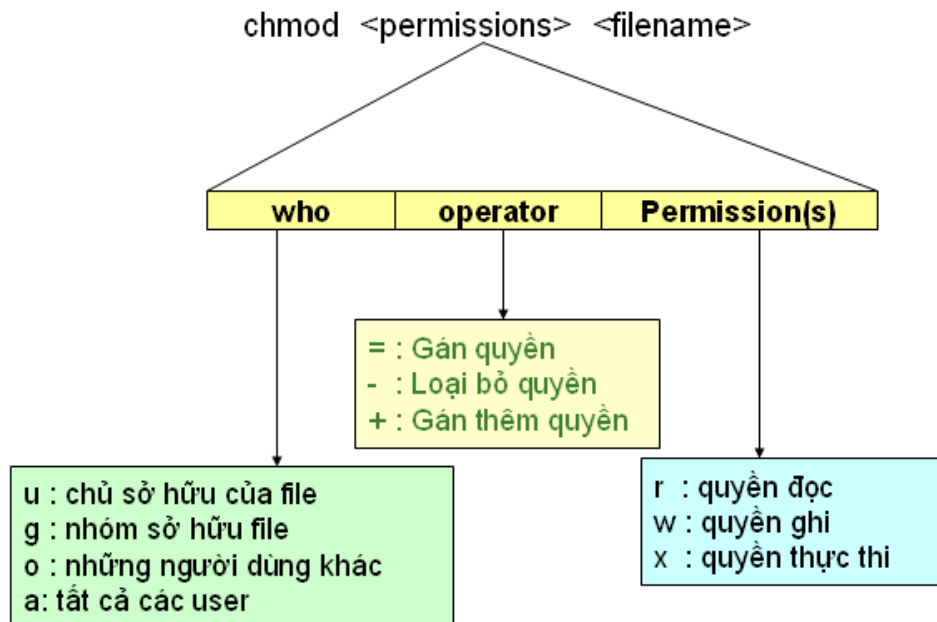 chmod <permissions> <filename>
who operator Permission(s)
= : Gán quyền
- : Loại bỏ quyền
+ : Gán thêm quyền
u : chủ sở hữu của file
g : nhóm sở hữu file
o : những người dùng khác
a: tất cả các user
r : quyền đọc
w : quyền ghi
x : quyền thực thi